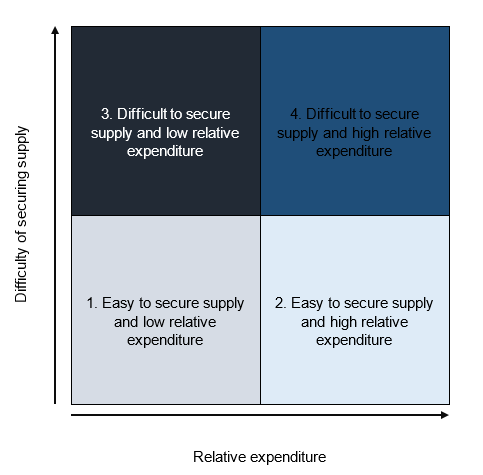 Difficulty of securing supply
3. Difficult to secure
supply and low relative
expenditure
4. Difficult to secure
supply and high relative
expenditure
1. Easy to secure supply
and low relative
expenditure
2. Easy to secure supply
and high relative
expenditure
Relative expenditure